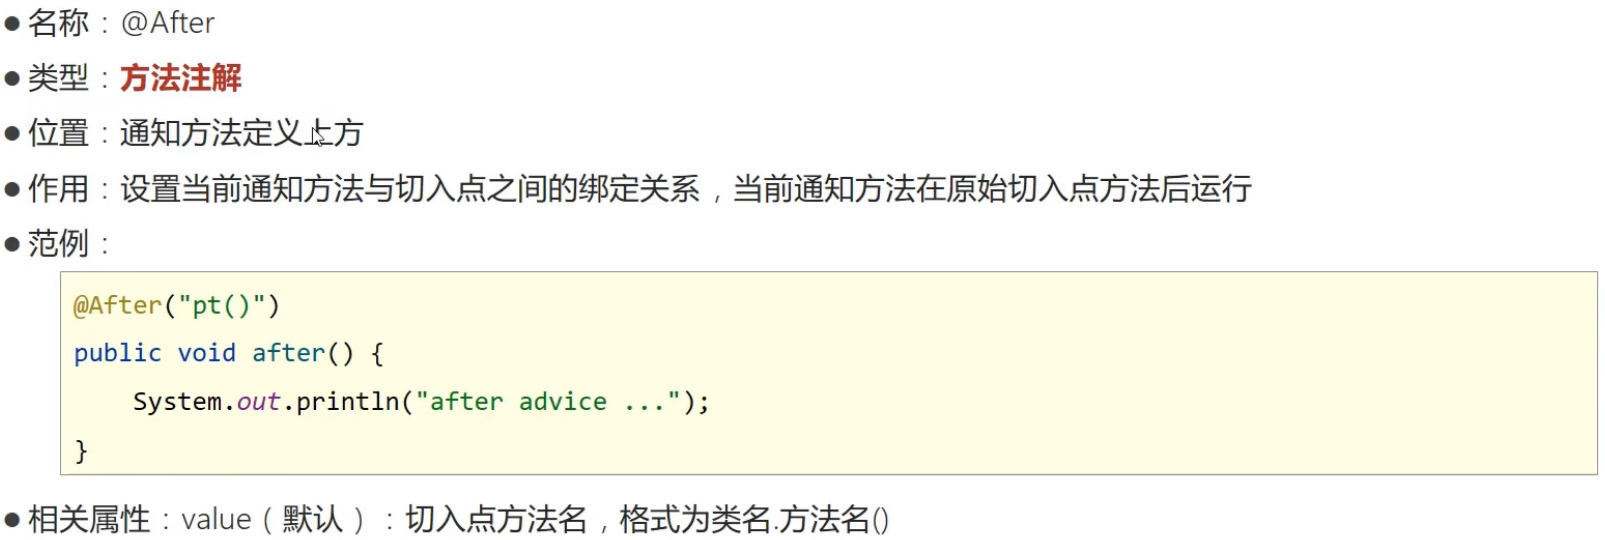 ● 名称：@After
● 类型：方法注解
● 位置：通知方法定义上方
● 作用：设置当前通知方法与切入点之间的绑定关系，当前通知方法在原始切入点方法后运行
● 范例：
@After("pt()")
public void after() {
    System.out.println("after advice ...");
}
● 相关属性：value（默认）：切入点方法名，格式为类名.方法名()